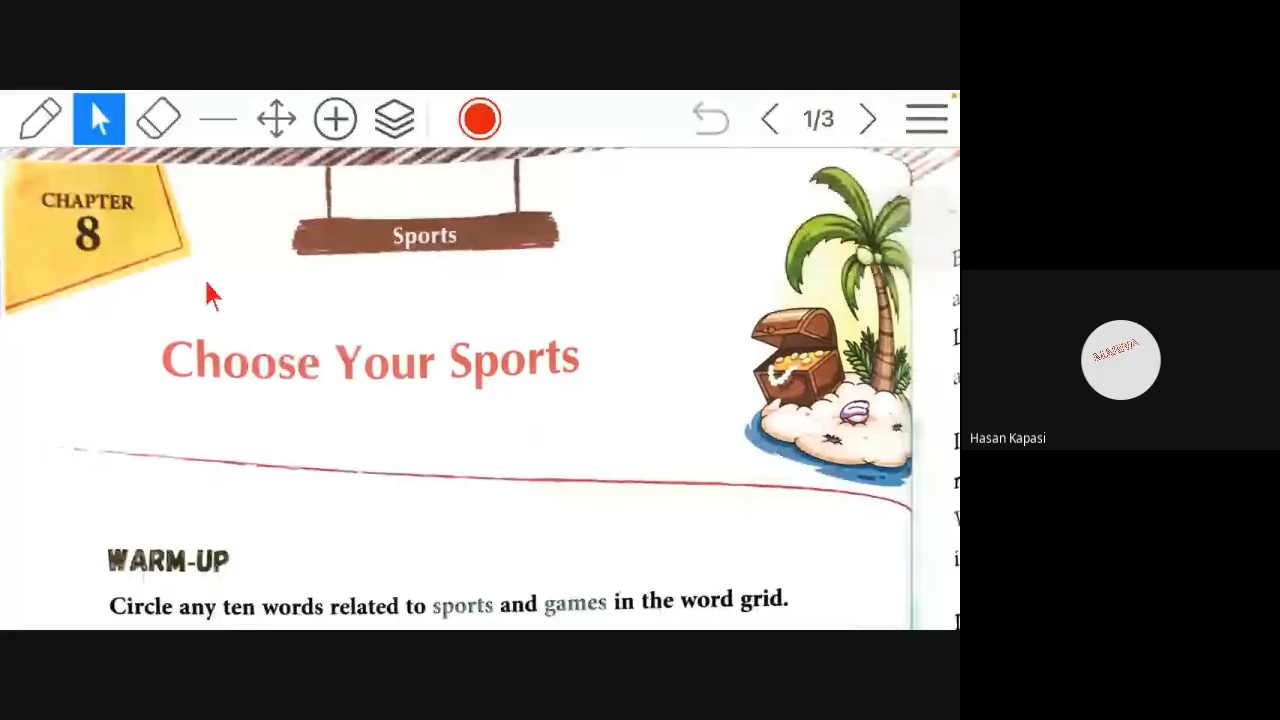 1/3
CHAPTER
8
Sports
Choose Your Sports
WARM-UP
Circle any ten words related to sports and games in the word grid.
Hasan Kapasi